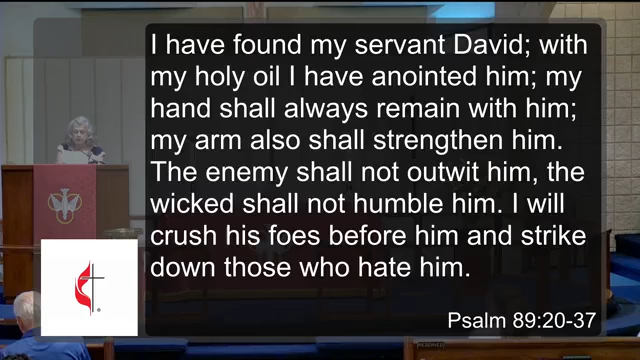 I have found my servant David; with
my holy oil I have anointed him; my
hand shall always remain with him;
my arm also shall strengthen him.
The enemy shall not outwit him, the
wicked shall not humble him. I will
crush his foes before him and strike
down those who hate him.
Psalm 89:20-37
RESERVED